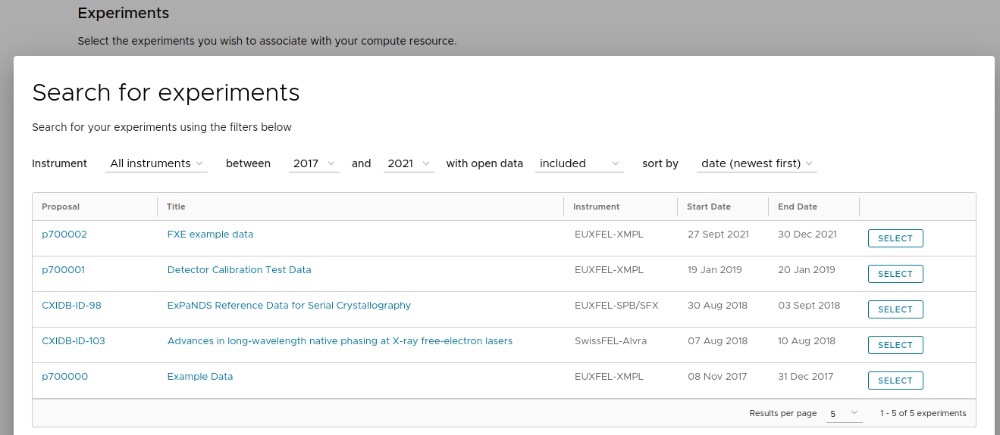 Experiments
Select the experiments you wish to associate with your compute resource.
Search for experiments
Search for your experiments using the filters below
Instrument All instruments between 2017 and 2021 with open data included sort by date (newest first)
Proposal Title Instrument Start Date End Date
p700002 FXE example data EUXFEL-XMPL 27 Sept 2021 30 Dec 2021 SELECT
p700001 Detector Calibration Test Data EUXFEL-XMPL 19 Jan 2019 20 Jan 2019 SELECT
CXIDB-ID-98 ExPaNDS Reference Data for Serial Crystallography EUXFEL-SPB/SFX 30 Aug 2018 03 Sept 2018 SELECT
CXIDB-ID-103 Advances in long-wavelength native phasing at X-ray free-electron lasers SwissFEL-Alvra 07 Aug 2018 10 Aug 2018 SELECT
p700000 Example Data EUXFEL-XMPL 08 Nov 2017 31 Dec 2017 SELECT
Results per page 5 1 - 5 of 5 experiments